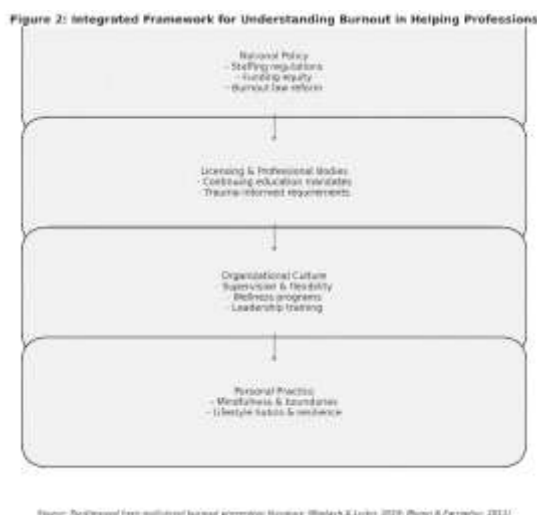 Figure 2: Integrated Framework for Understanding Burnout in Helping Professions
National Policy
- Staffing regulations
- Funding equity
- Burnout law reform
Licensing & Professional Bodies
- Continuing education mandates
- Trauma-informed requirements
Organizational Culture
- Supervision & flexibility
- Wellness programs
- Leadership training
Personal Practice
- Mindfulness & boundaries
- Lifestyle habits & resilience